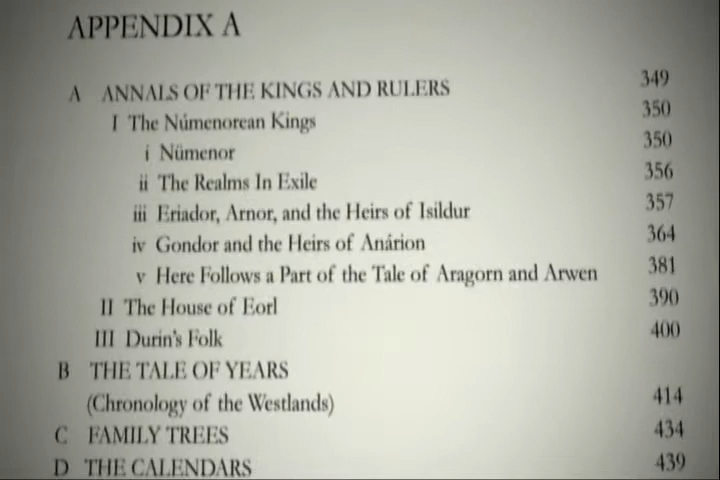 APPENDIX A
A ANNALS OF THE KINGS AND RULERS 349
I The Númenorean Kings 350
i Nümenor 350
ii The Realms In Exile 356
iii Eriador, Arnor, and the Heirs of Isildur 357
iv Gondor and the Heirs of Anárion 364
v Here Follows a Part of the Tale of Aragorn and Arwen 381
II The House of Eorl 390
III Durin's Folk 400
B THE TALE OF YEARS
(Chronology of the Westlands) 414
C FAMILY TREES 434
D THE CALENDARS 439